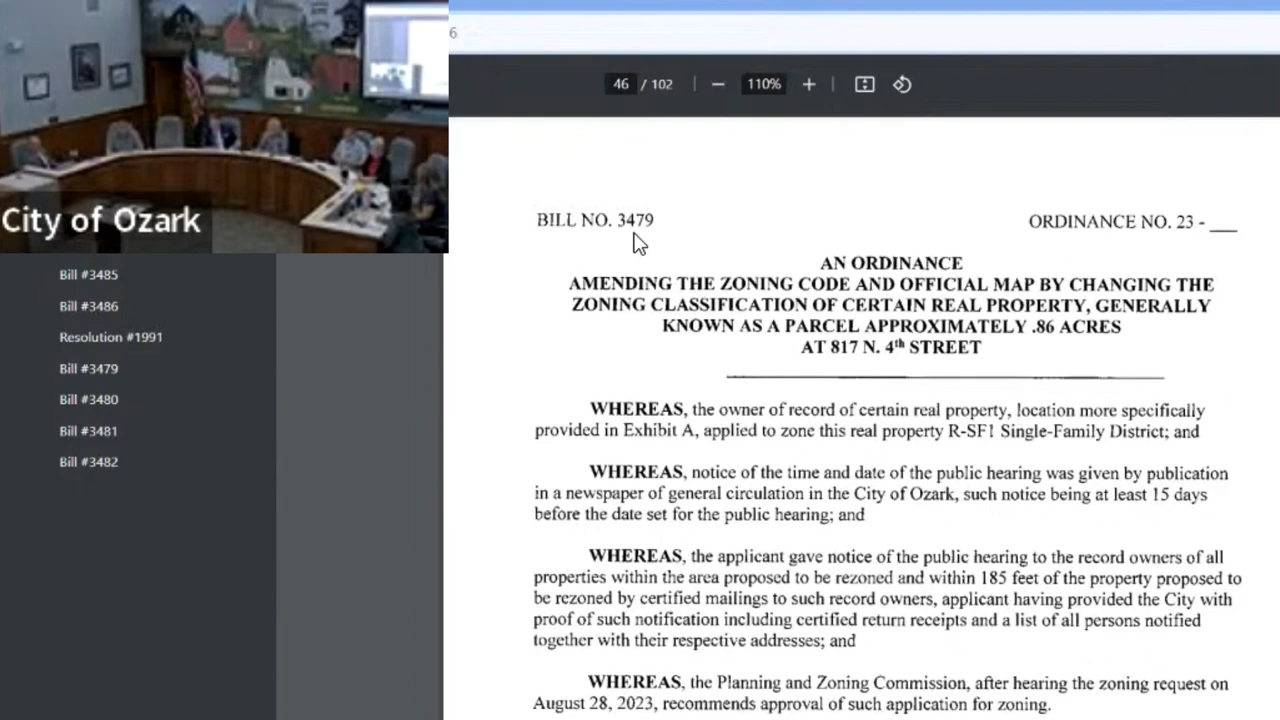 City of Ozark
6
46 / 102
110%
Bill #3485
Bill #3486
Resolution #1991
Bill #3479
Bill #3480
Bill #3481
Bill #3482
BILL NO. 3479 ORDINANCE NO. 23 - ___
AN ORDINANCE
AMENDING THE ZONING CODE AND OFFICIAL MAP BY CHANGING THE
ZONING CLASSIFICATION OF CERTAIN REAL PROPERTY, GENERALLY
KNOWN AS A PARCEL APPROXIMATELY .86 ACRES
AT 817 N. 4th STREET
WHEREAS, the owner of record of certain real property, location more specifically
provided in Exhibit A, applied to zone this real property R-SF1 Single-Family District; and
WHEREAS, notice of the time and date of the public hearing was given by publication
in a newspaper of general circulation in the City of Ozark, such notice being at least 15 days
before the date set for the public hearing; and
WHEREAS, the applicant gave notice of the public hearing to the record owners of all
properties within the area proposed to be rezoned and within 185 feet of the property proposed to
be rezoned by certified mailings to such record owners, applicant having provided the City with
proof of such notification including certified return receipts and a list of all persons notified
together with their respective addresses; and
WHEREAS, the Planning and Zoning Commission, after hearing the zoning request on
August 28, 2023, recommends approval of such application for zoning.